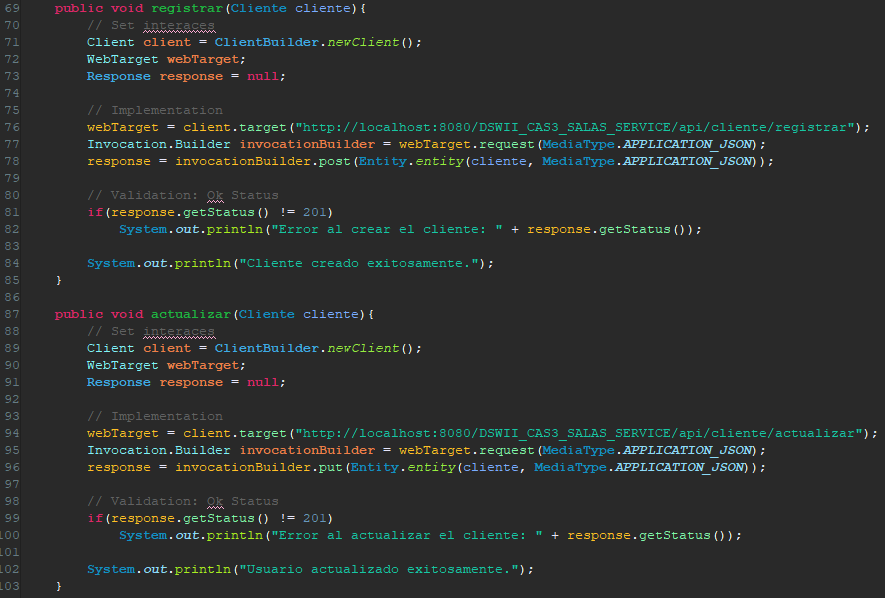 69 public void registrar(Cliente cliente){
70 // Set interaces
71 Client client = ClientBuilder.newClient();
72 WebTarget webTarget;
73 Response response = null;
74
75 // Implementation
76 webTarget = client.target("http://localhost:8080/DSWII_CAS3_SALAS_SERVICE/api/cliente/registrar");
77 Invocation.Builder invocationBuilder = webTarget.request(MediaType.APPLICATION_JSON);
78 response = invocationBuilder.post(Entity.entity(cliente, MediaType.APPLICATION_JSON));
79
80 // Validation: Ok Status
81 if(response.getStatus() != 201)
82 System.out.println("Error al crear el cliente: " + response.getStatus());
83
84 System.out.println("Cliente creado exitosamente.");
85 }
86
87 public void actualizar(Cliente cliente){
88 // Set interaces
89 Client client = ClientBuilder.newClient();
90 WebTarget webTarget;
91 Response response = null;
92
93 // Implementation
94 webTarget = client.target("http://localhost:8080/DSWII_CAS3_SALAS_SERVICE/api/cliente/actualizar");
95 Invocation.Builder invocationBuilder = webTarget.request(MediaType.APPLICATION_JSON);
96 response = invocationBuilder.put(Entity.entity(cliente, MediaType.APPLICATION_JSON));
97
98 // Validation: Ok Status
99 if(response.getStatus() != 201)
100 System.out.println("Error al actualizar el cliente: " + response.getStatus());
101
102 System.out.println("Usuario actualizado exitosamente.");
103 }